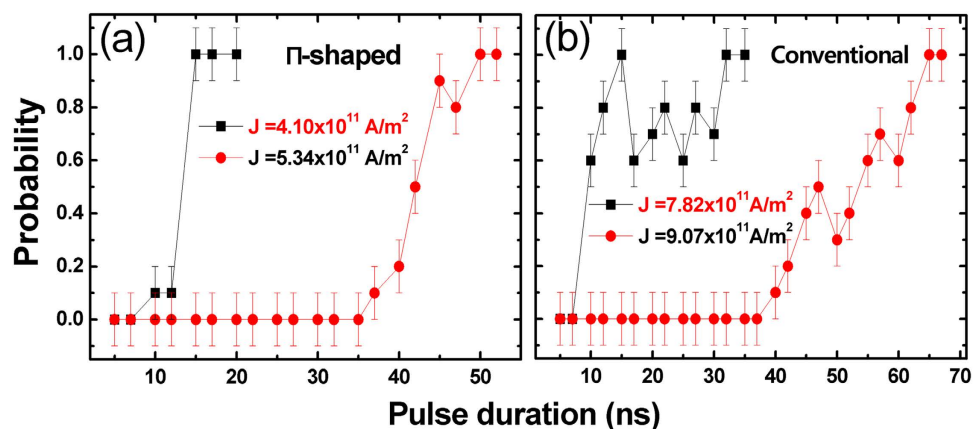 (a)
Π-shaped
J =4.10x10¹¹ A/m²
J =5.34x10¹¹ A/m²
(b)
Conventional
J =7.82x10¹¹A/m²
J =9.07x10¹¹A/m²
Probability
1.0
0.8
0.6
0.4
0.2
0.0
10 20 30 40 50
10 20 30 40 50 60 70
Pulse duration (ns)